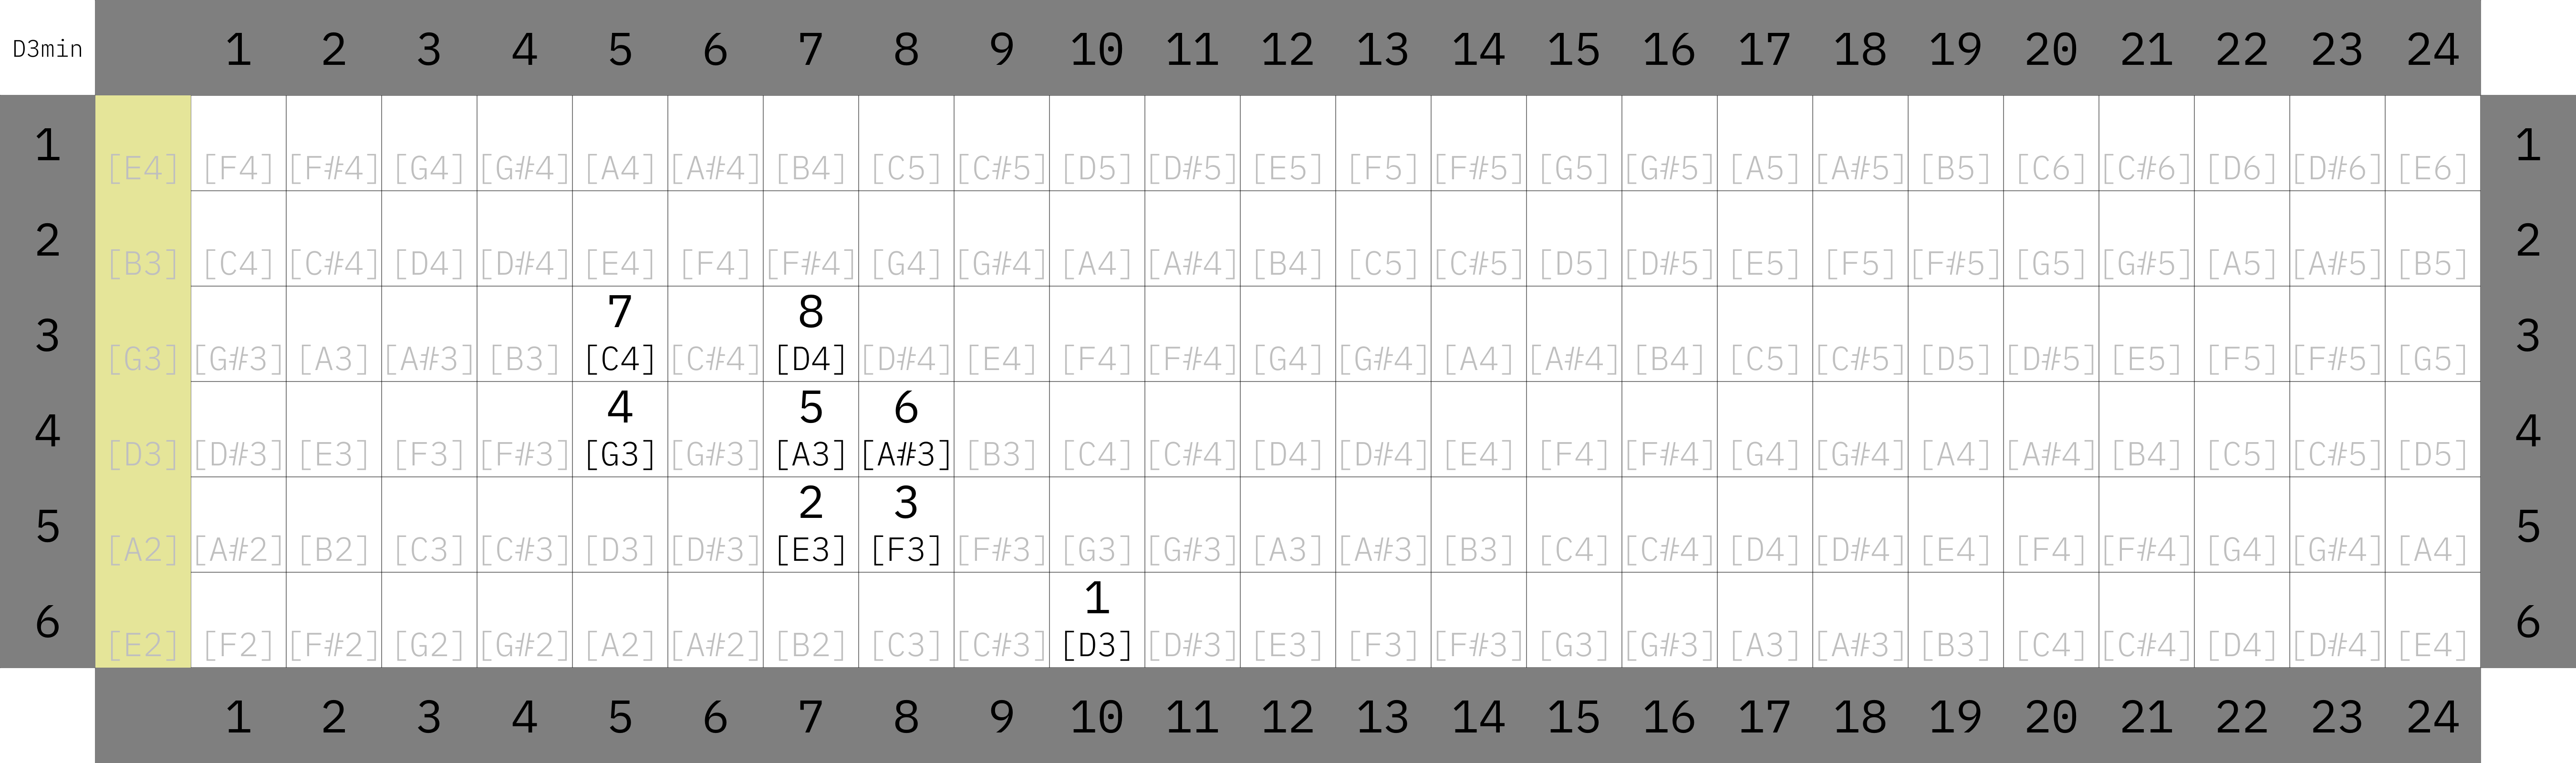 D3min 1 2 3 4 5 6 7 8 9 10 11 12 13 14 15 16 17 18 19 20 21 22 23 24
1 [E4] [F4] [F#4] [G4] [G#4] [A4] [A#4] [B4] [C5] [C#5] [D5] [D#5] [E5] [F5] [F#5] [G5] [G#5] [A5] [A#5] [B5] [C6] [C#6] [D6] [D#6] [E6] 1
2 [B3] [C4] [C#4] [D4] [D#4] [E4] [F4] [F#4] [G4] [G#4] [A4] [A#4] [B4] [C5] [C#5] [D5] [D#5] [E5] [F5] [F#5] [G5] [G#5] [A5] [A#5] [B5] 2
7 8
3 [G3] [G#3] [A3] [A#3] [B3] [C4] [C#4] [D4] [D#4] [E4] [F4] [F#4] [G4] [G#4] [A4] [A#4] [B4] [C5] [C#5] [D5] [D#5] [E5] [F5] [F#5] [G5] 3
4 5 6
4 [D3] [D#3] [E3] [F3] [F#3] [G3] [G#3] [A3] [A#3] [B3] [C4] [C#4] [D4] [D#4] [E4] [F4] [F#4] [G4] [G#4] [A4] [A#4] [B4] [C5] [C#5] [D5] 4
2 3
5 [A2] [A#2] [B2] [C3] [C#3] [D3] [D#3] [E3] [F3] [F#3] [G3] [G#3] [A3] [A#3] [B3] [C4] [C#4] [D4] [D#4] [E4] [F4] [F#4] [G4] [G#4] [A4] 5
1
6 [E2] [F2] [F#2] [G2] [G#2] [A2] [A#2] [B2] [C3] [C#3] [D3] [D#3] [E3] [F3] [F#3] [G3] [G#3] [A3] [A#3] [B3] [C4] [C#4] [D4] [D#4] [E4] 6
1 2 3 4 5 6 7 8 9 10 11 12 13 14 15 16 17 18 19 20 21 22 23 24